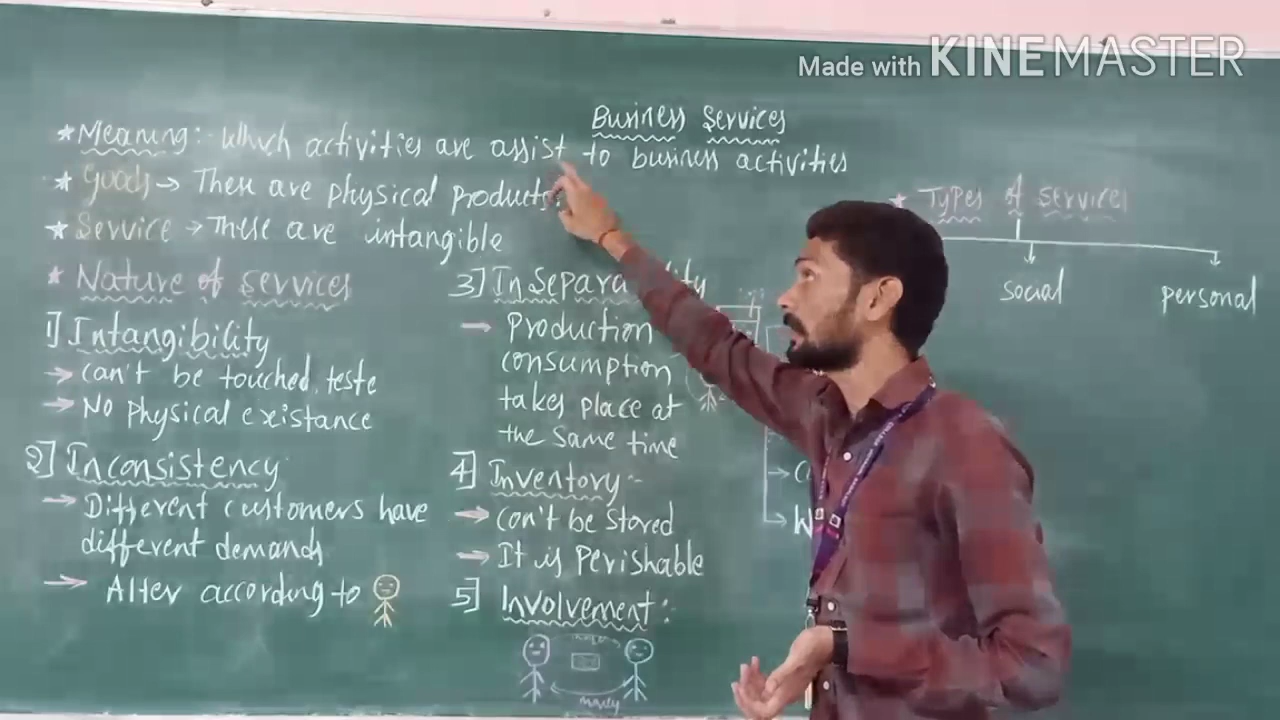 Made with KINEMASTER
Business Services
* Meaning:- Which activities are assist to business activities
* Goods → These are physical products.
* Service → These are intangible
* Nature of services
1] Intangibility
→ can't be touched, teste
→ No physical existance
2] Inconsistency
→ Different customers have
different demands
→ Alter according to
3] Inseparability
→ Production
consumption
takes place at
the same time
4] Inventory:-
→ Can't be stored
→ It is Perishable
5] Involvement:-
* Types of services
social
personal